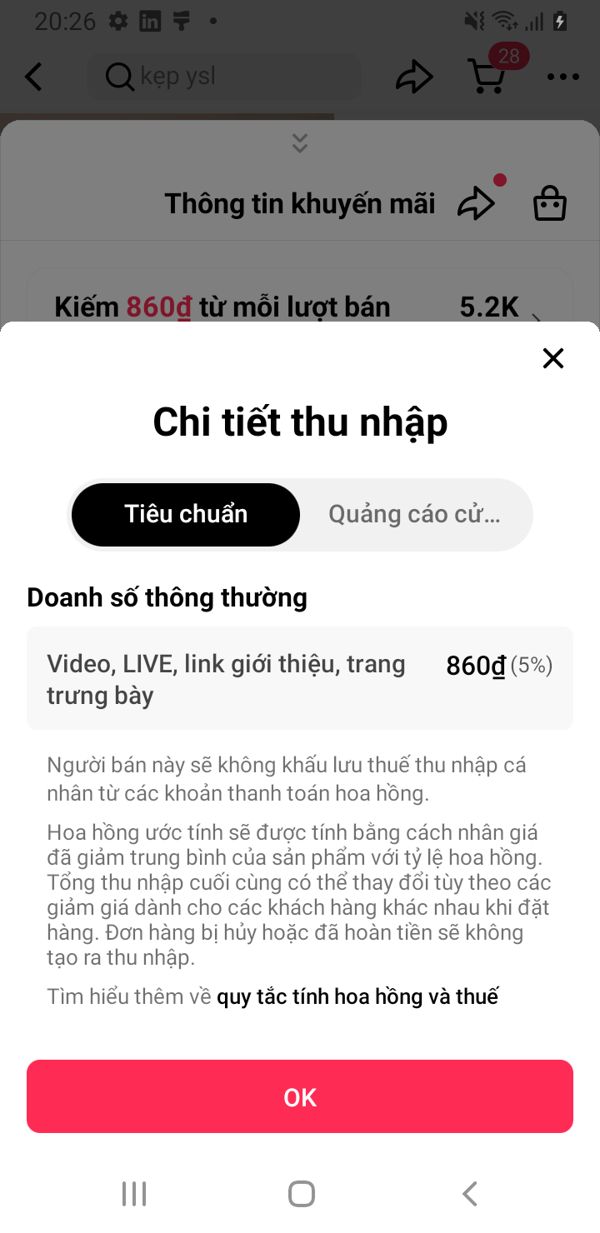 20:26
kẹp ysl
28
Thông tin khuyến mãi
Kiếm 860₫ từ mỗi lượt bán 5.2K
Chi tiết thu nhập
Tiêu chuẩn
Quảng cáo cử...
Doanh số thông thường
Video, LIVE, link giới thiệu, trang 860₫ (5%)
trưng bày
Người bán này sẽ không khấu lưu thuế thu nhập cá
nhân từ các khoản thanh toán hoa hồng.
Hoa hồng ước tính sẽ được tính bằng cách nhân giá
đã giảm trung bình của sản phẩm với tỷ lệ hoa hồng.
Tổng thu nhập cuối cùng có thể thay đổi tùy theo các
giảm giá dành cho các khách hàng khác nhau khi đặt
hàng. Đơn hàng bị hủy hoặc đã hoàn tiền sẽ không
tạo ra thu nhập.
Tìm hiểu thêm về quy tắc tính hoa hồng và thuế
OK